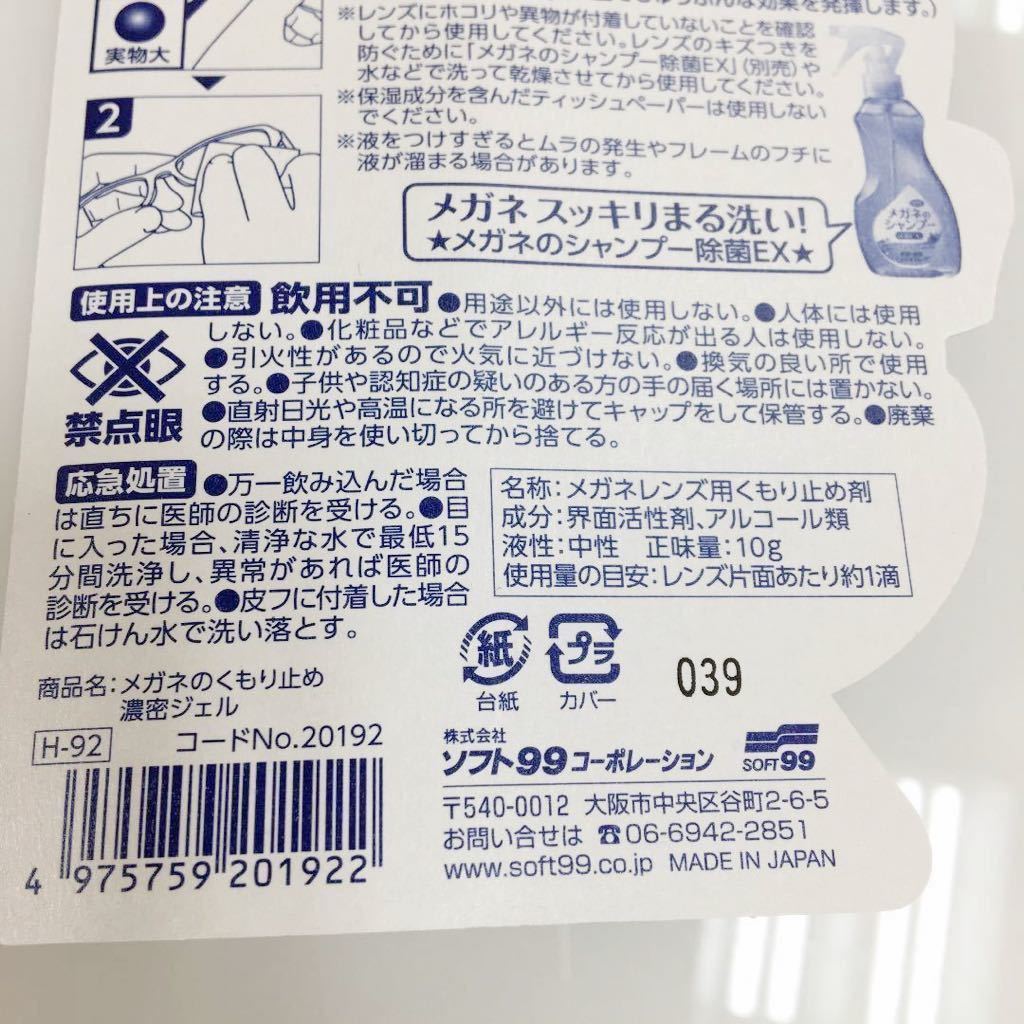 な効果を発揮します。)
※レンズにホコリや異物が付着していないことを確認
してから使用してください。レンズのキズつきを
防ぐために「メガネのシャンプー除菌EX」(別売)や
水などで洗って乾燥させてから使用してください。
※保湿成分を含んだティッシュペーパーは使用しない
でください。
※液をつけすぎるとムラの発生やフレームのフチに
液が溜まる場合があります。
実物大
2
メガネ スッキリまる洗い!
★メガネのシャンプー除菌EX★
メガネの
シャンプー
使用上の注意 飲用不可 ●用途以外には使用しない。●人体には使用
しない。●化粧品などでアレルギー反応が出る人は使用しない。
●引火性があるので火気に近づけない。●換気の良い所で使用
する。●子供や認知症の疑いのある方の手の届く場所には置かない。
●直射日光や高温になる所を避けてキャップをして保管する。●廃棄
の際は中身を使い切ってから捨てる。
禁点眼
応急処置 ●万一飲み込んだ場合
は直ちに医師の診断を受ける。●目
に入った場合、清浄な水で最低15
分間洗浄し、異常があれば医師の
診断を受ける。●皮フに付着した場合
は石けん水で洗い落とす。
名称:メガネレンズ用くもり止め剤
成分:界面活性剤、アルコール類
液性:中性 正味量:10g
使用量の目安:レンズ片面あたり約1滴
紙
台紙
プラ
カバー
039
商品名:メガネのくもり止め
濃密ジェル
H-92 コードNo.20192
4 975759 201922
株式会社
ソフト99コーポレーション
SOFT99
〒540-0012 大阪市中央区谷町2-6-5
お問い合せは ☎06-6942-2851
www.soft99.co.jp MADE IN JAPAN